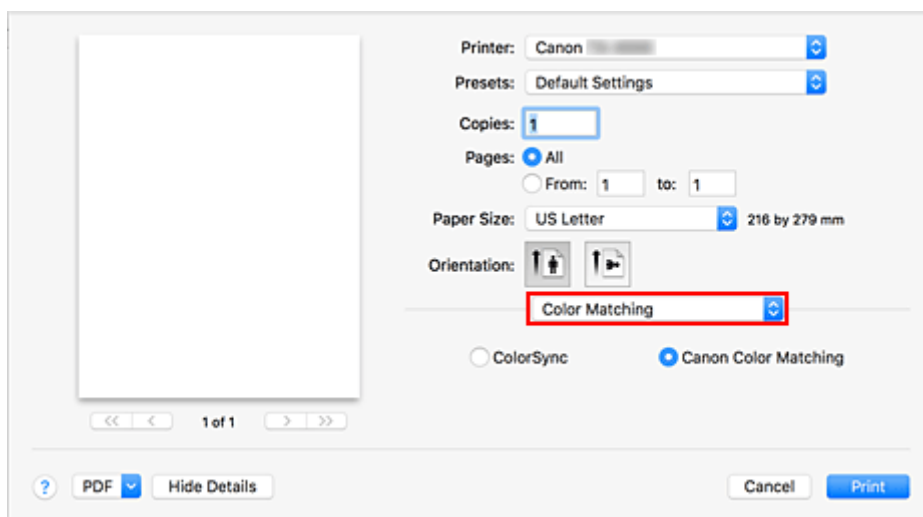 Printer: Canon
Presets: Default Settings
Copies: 1
Pages: All
From: 1 to: 1
Paper Size: US Letter 216 by 279 mm
Orientation:
Color Matching
ColorSync Canon Color Matching
<< < 1 of 1 > >>
? PDF Hide Details Cancel Print